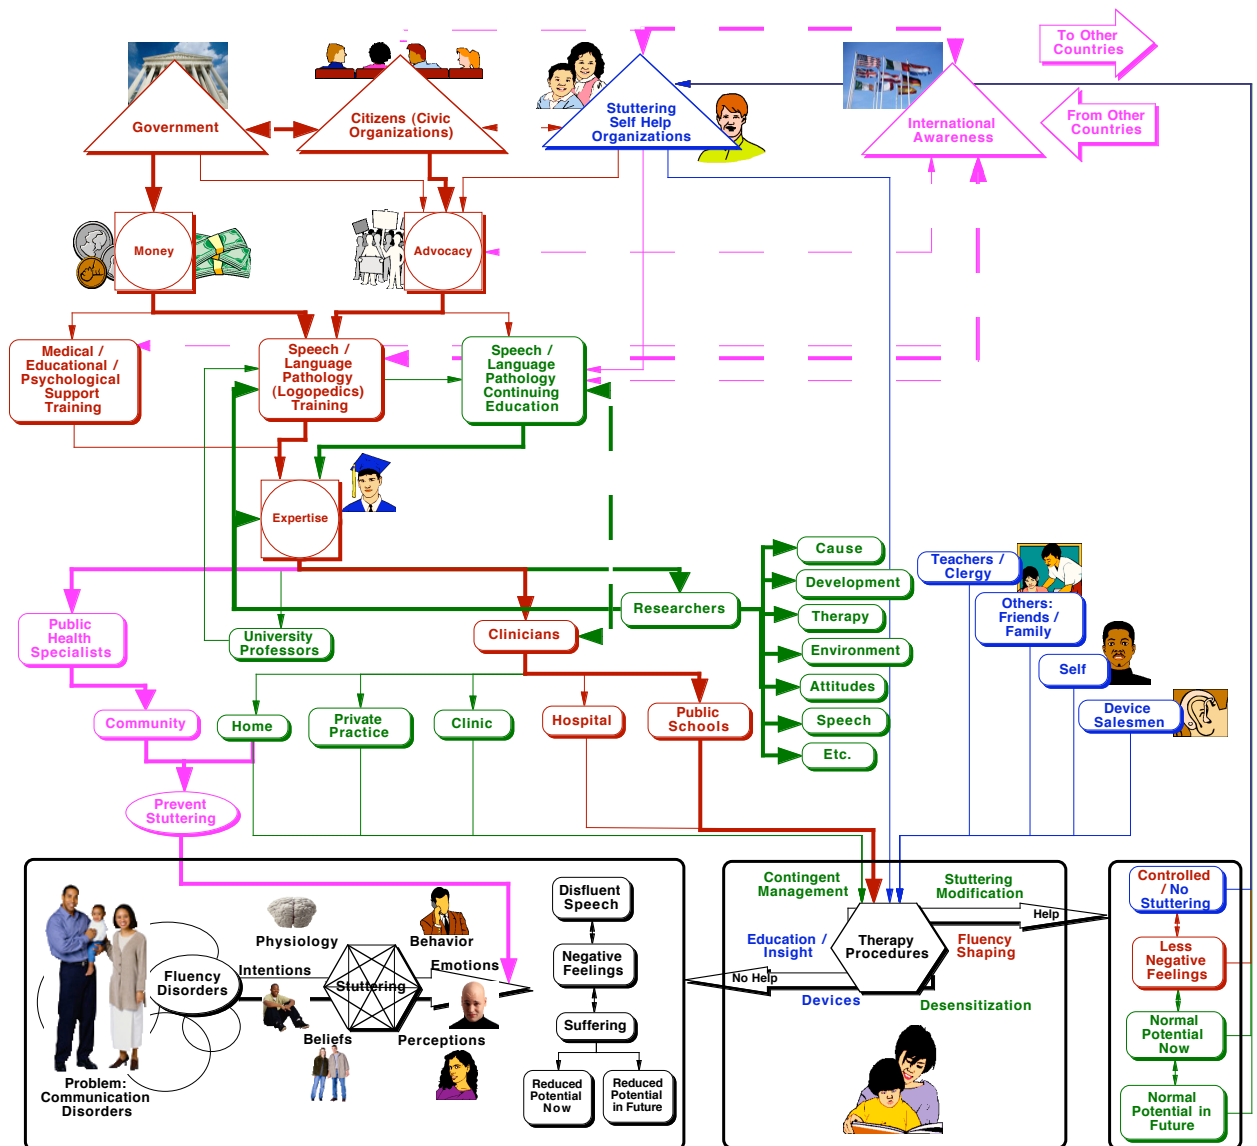 To Other
Countries
Government
Citizens (Civic
Organizations)
Stuttering
Self Help
Organizations
International
Awareness
From Other
Countries
Money
Advocacy
Medical /
Educational /
Psychological
Support
Training
Speech /
Language
Pathology
(Logopedics)
Training
Speech /
Language
Pathology
Continuing
Education
Expertise
Cause
Development
Therapy
Environment
Attitudes
Speech
Etc.
Researchers
Teachers /
Clergy
Others:
Friends /
Family
Self
Device
Salesmen
Public
Health
Specialists
University
Professors
Clinicians
Community
Home
Private
Practice
Clinic
Hospital
Public
Schools
Prevent
Stuttering
Problem:
Communication
Disorders
Fluency
Disorders
Physiology
Behavior
Intentions
Stuttering
Emotions
Beliefs
Perceptions
Disfluent
Speech
Negative
Feelings
Suffering
Reduced
Potential
Now
Reduced
Potential
in Future
Contingent
Management
Stuttering
Modification
Education /
Insight
Therapy
Procedures
Fluency
Shaping
Help
No Help
Devices
Desensitization
Controlled
/ No
Stuttering
Less
Negative
Feelings
Normal
Potential
Now
Normal
Potential in
Future